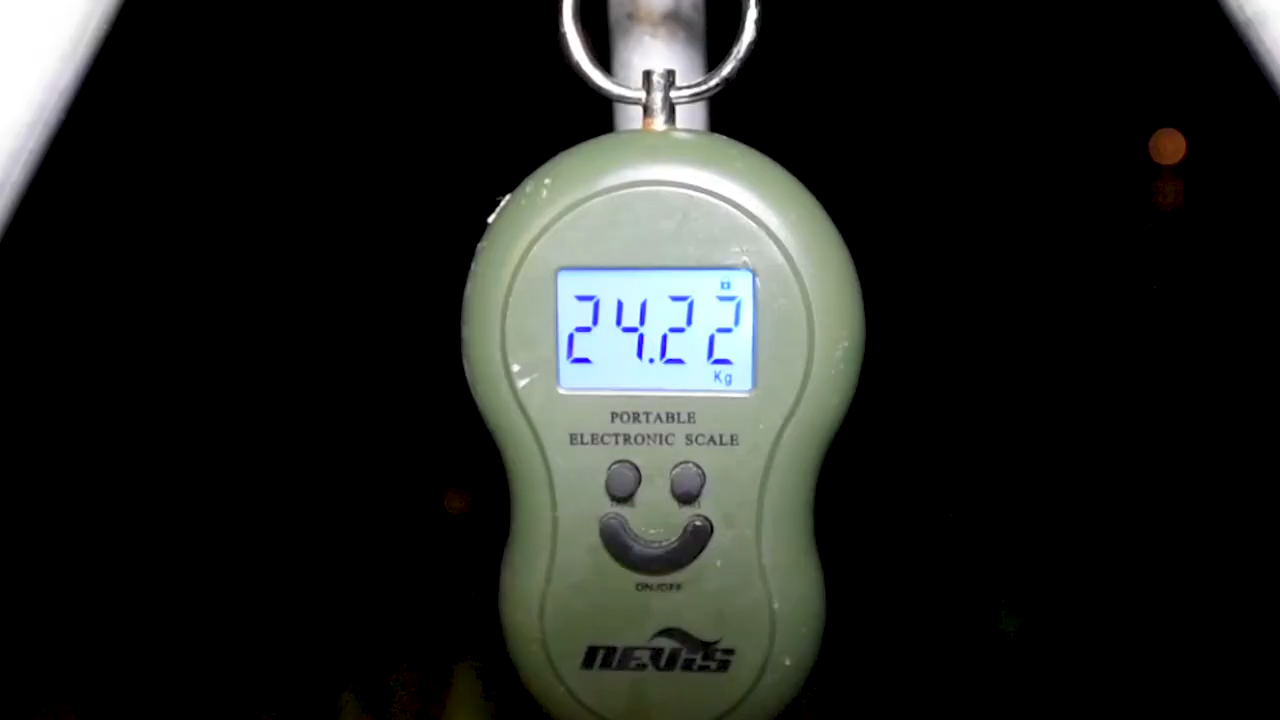 24.22
Kg
PORTABLE
ELECTRONIC SCALE
ON/OFF
NEVIS